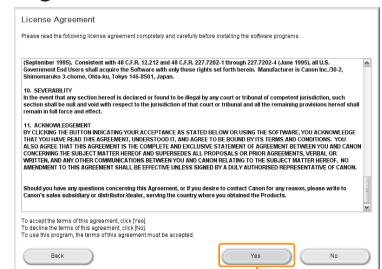 License Agreement
Please read the following license agreement completely and carefully before installing the software programs.
(September 1995). Consistent with 48 C.F.R. 12.212 and 48 C.F.R. 227.7202-1 through 227.7202-4 (June 1995), all U.S.
Government End Users shall acquire the Software with only those rights set forth herein. Manufacturer is Canon Inc./30-2,
Shimomaruko 3-chome, Ohta-ku, Tokyo 146-8501, Japan.
10. SEVERABILITY
In the event that any section hereof is declared or found to be illegal by any court or tribunal of competent jurisdiction, such
section shall be null and void with respect to the jurisdiction of that court or tribunal and all the remaining provisions hereof shall
remain in full force and effect.
11. ACKNOWLEDGEMENT
BY CLICKING THE BUTTON INDICATING YOUR ACCEPTANCE AS STATED BELOW OR USING THE SOFTWARE, YOU ACKNOWLEDGE
THAT YOU HAVE READ THIS AGREEMENT, UNDERSTOOD IT, AND AGREE TO BE BOUND BY ITS TERMS AND CONDITIONS. YOU
ALSO AGREE THAT THIS AGREEMENT IS THE COMPLETE AND EXCLUSIVE STATEMENT OF AGREEMENT BETWEEN YOU AND CANON
CONCERNING THE SUBJECT MATTER HEREOF AND SUPERSEDES ALL PROPOSALS OR PRIOR AGREEMENTS, VERBAL OR
WRITTEN, AND ANY OTHER COMMUNICATIONS BETWEEN YOU AND CANON RELATING TO THE SUBJECT MATTER HEREOF. NO
AMENDMENT TO THIS AGREEMENT SHALL BE EFFECTIVE UNLESS SIGNED BY A DULY AUTHORISED REPRESENTATIVE OF CANON.
Should you have any questions concerning this Agreement, or if you desire to contact Canon for any reason, please write to
Canon's sales subsidiary or distributor/dealer, serving the country where you obtained the Products.
To accept the terms of this agreement, click [Yes].
To decline the terms of this agreement, click [No].
To use this program, the terms of this agreement must be accepted.
Back
Yes
No